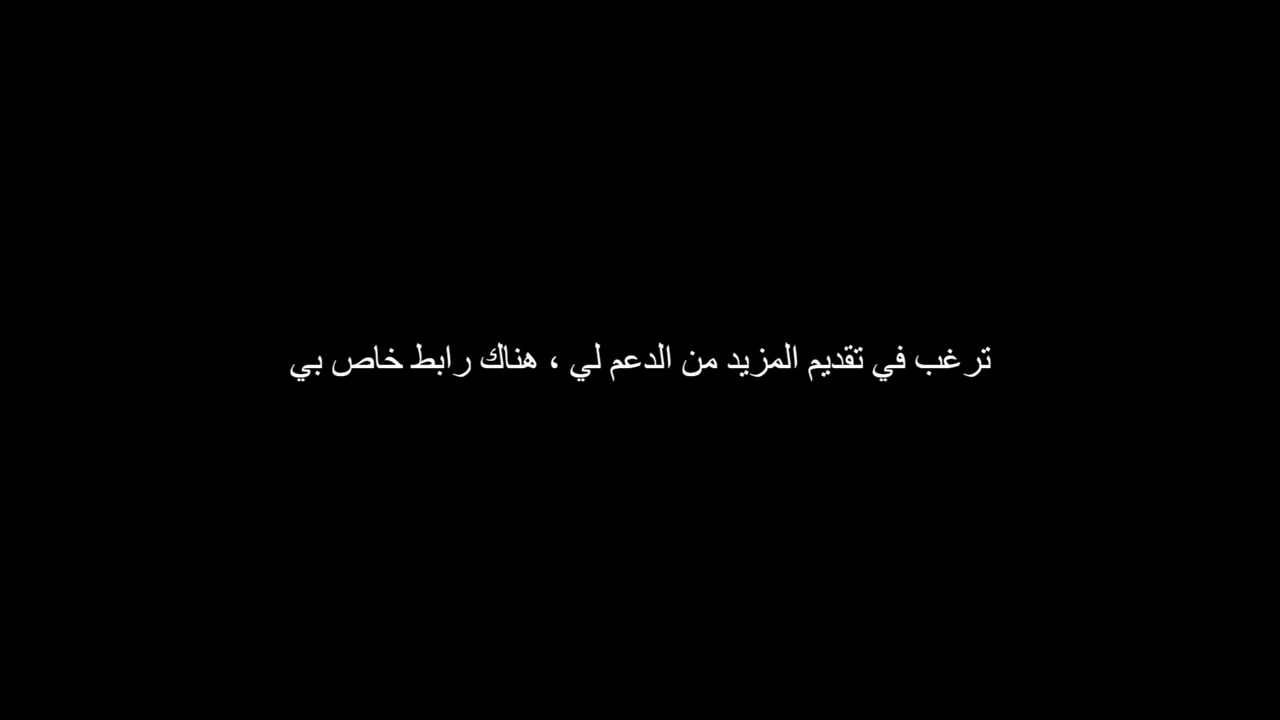 ترغب في تقديم المزيد من الدعم لي ، هناك رابط خاص بي